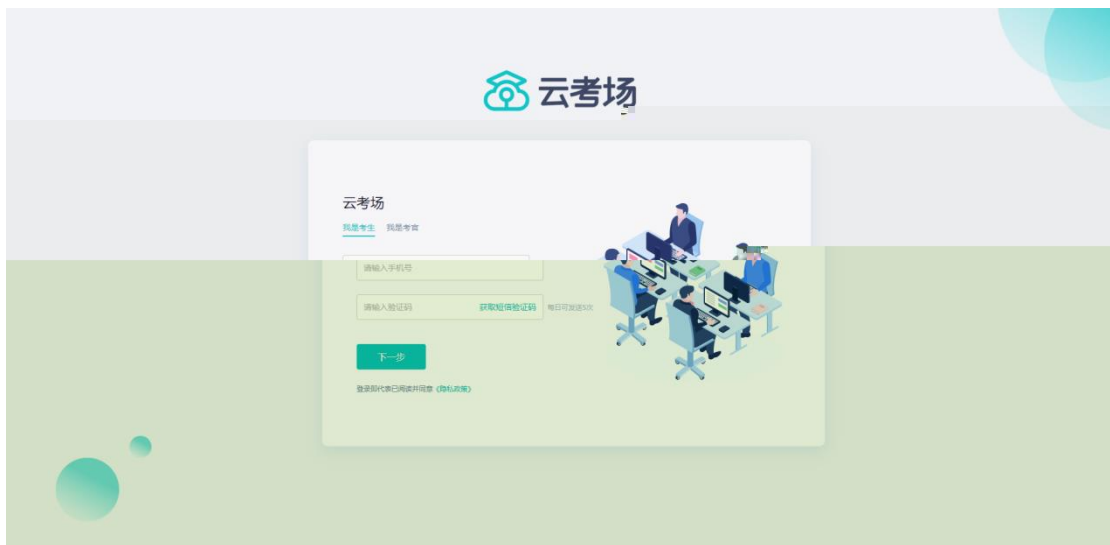 云考场
云考场
我是考生 我是考官
请输入手机号
请输入验证码 获取短信验证码 每日可发送5次
下一步
登录即代表已阅读并同意《隐私政策》